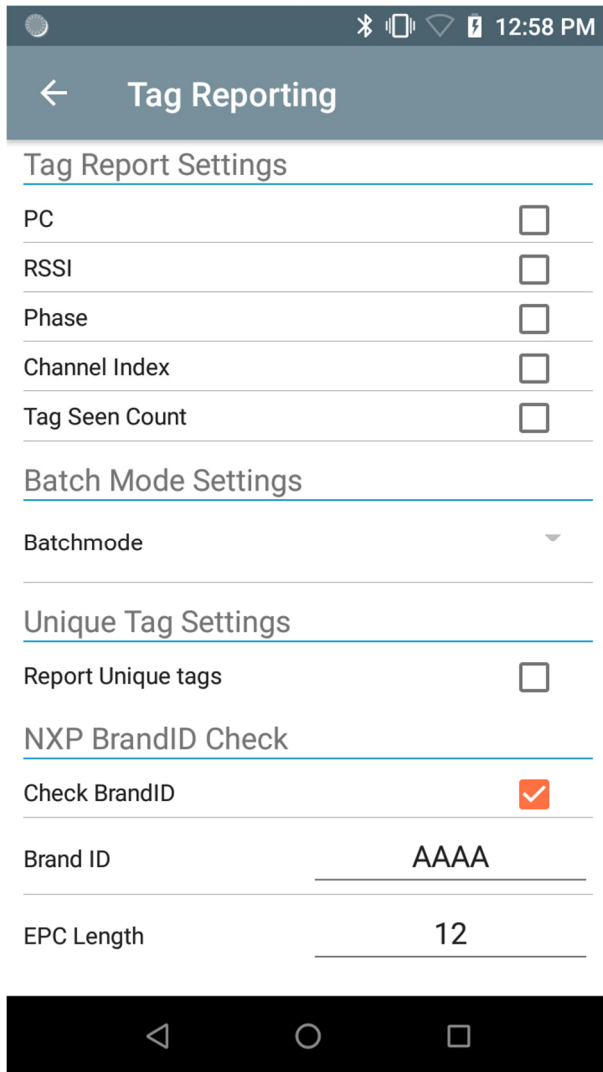 12:58 PM
Tag Reporting
Tag Report Settings
PC
RSSI
Phase
Channel Index
Tag Seen Count
Batch Mode Settings
Batchmode
Unique Tag Settings
Report Unique tags
NXP BrandID Check
Check BrandID
Brand ID AAAA
EPC Length 12